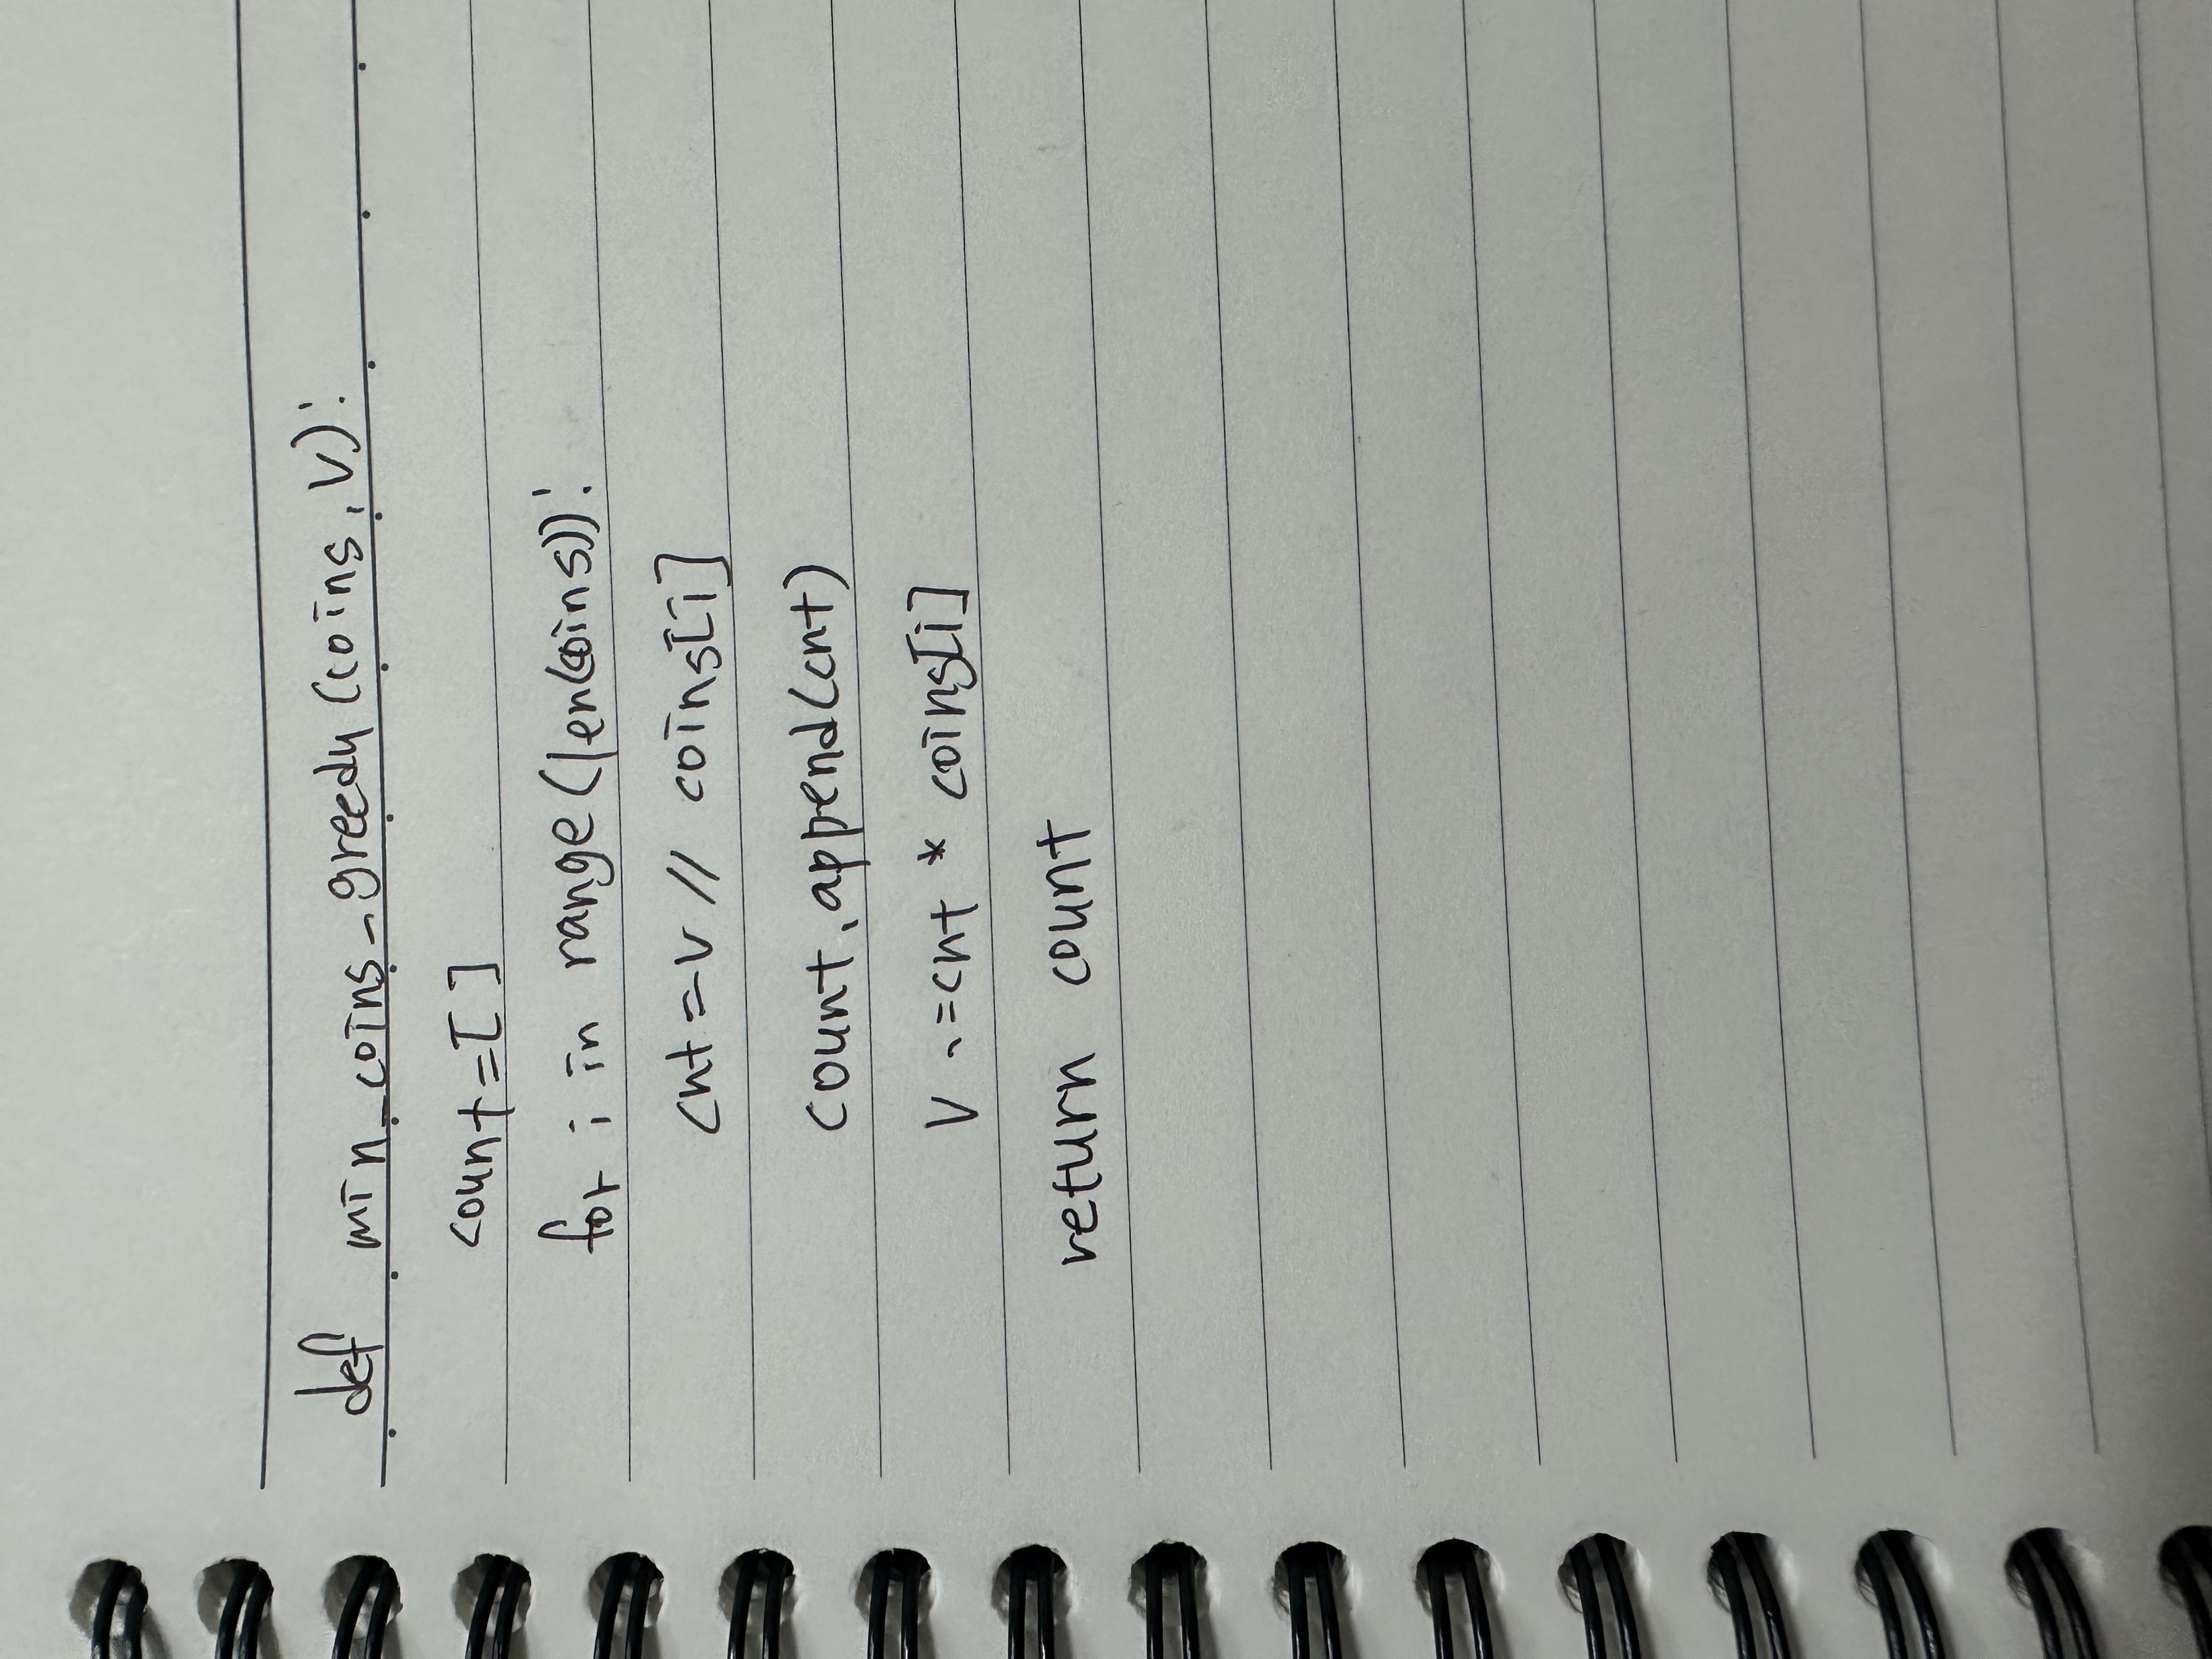 def min_coins_greedy(coins, V):
count=[]
for i in range(len(coins)):
cnt=V // coins[i]
count.append(cnt)
V -=cnt * coins[i]
return count